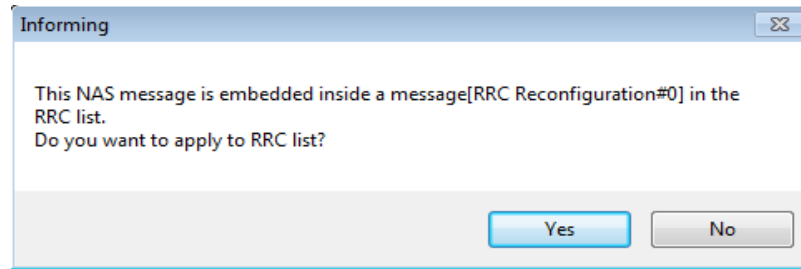 Informing
This NAS message is embedded inside a message[RRC Reconfiguration#0] in the
RRC list.
Do you want to apply to RRC list?
Yes
No